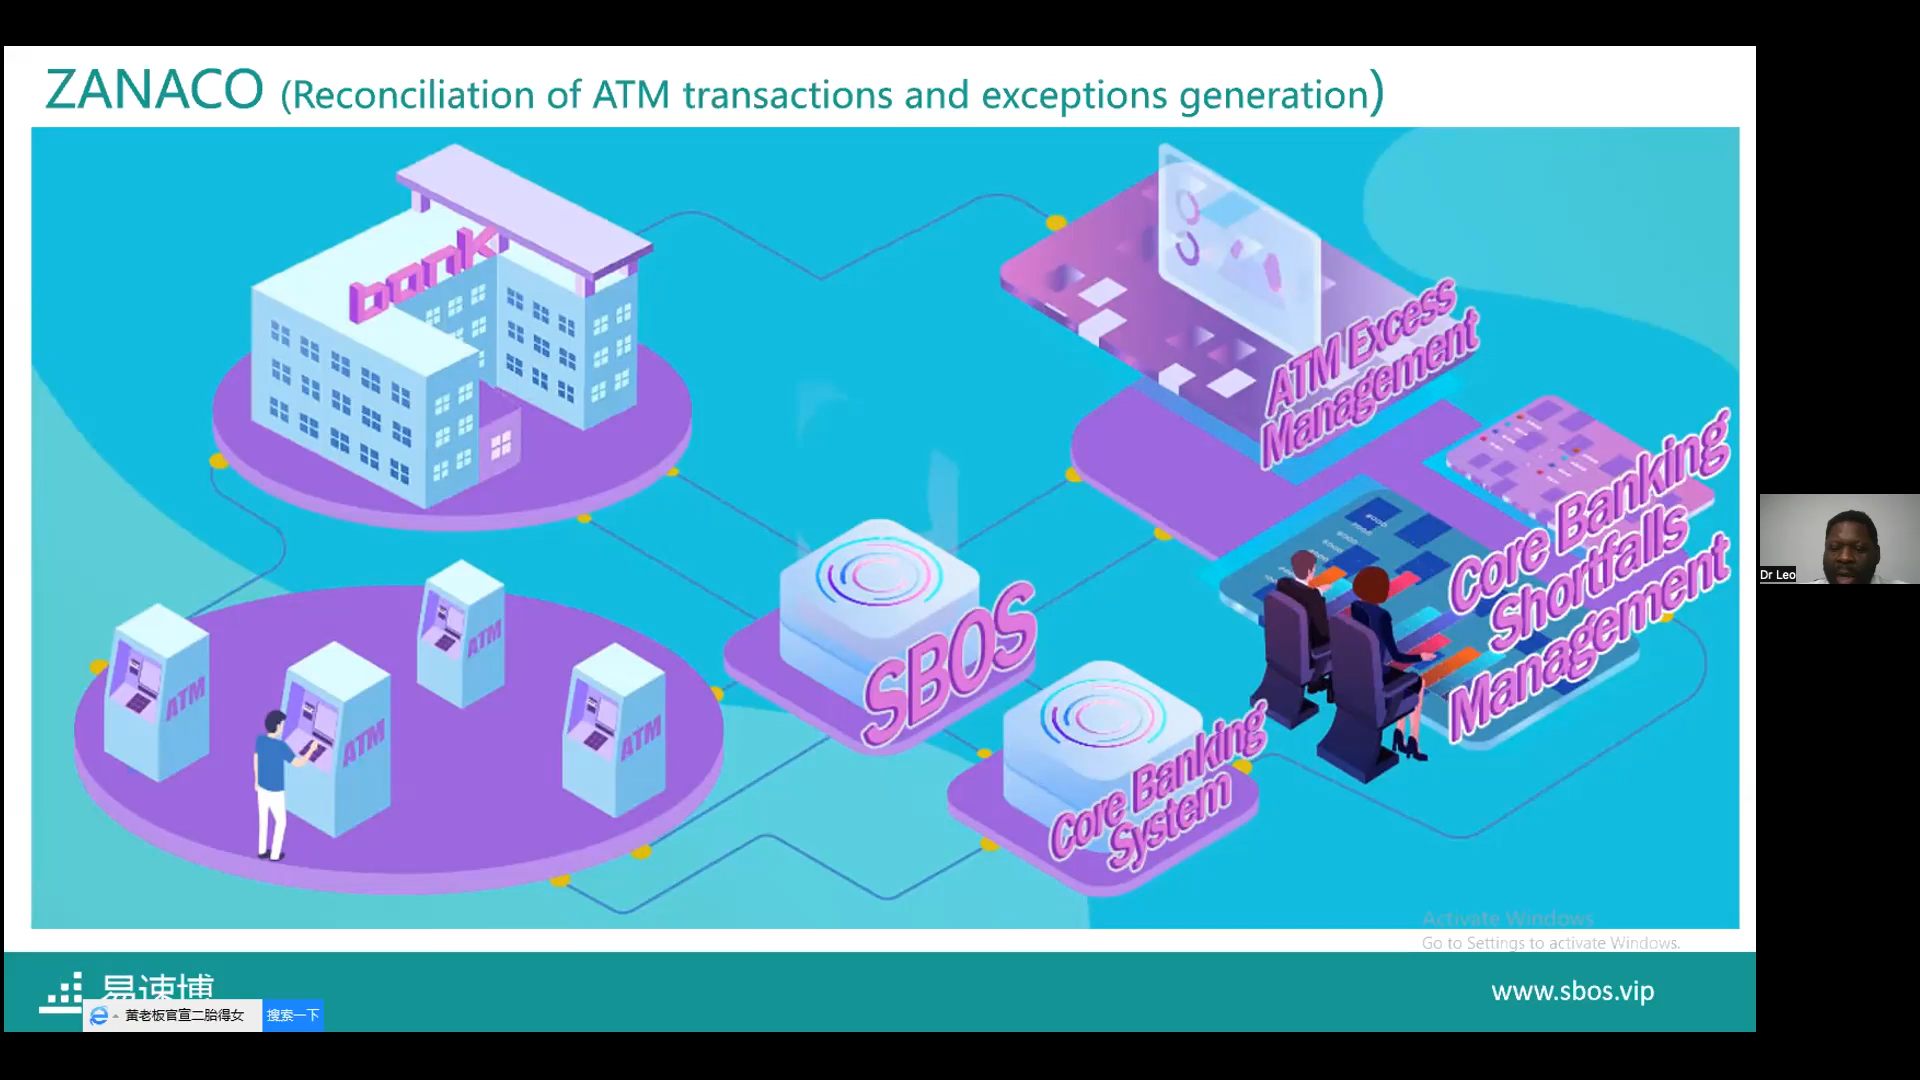 ZANACO (Reconciliation of ATM transactions and exceptions generation)
bank
ATM Excess
Management
Core Banking
Shortfalls
Management
SBOS
Core Banking
System
ATM
ATM
ATM
ATM
Dr Leo
Activate Windows
Go to Settings to activate Windows.
易速博
www.sbos.vip
黄老板官宣二胎得女
搜索一下